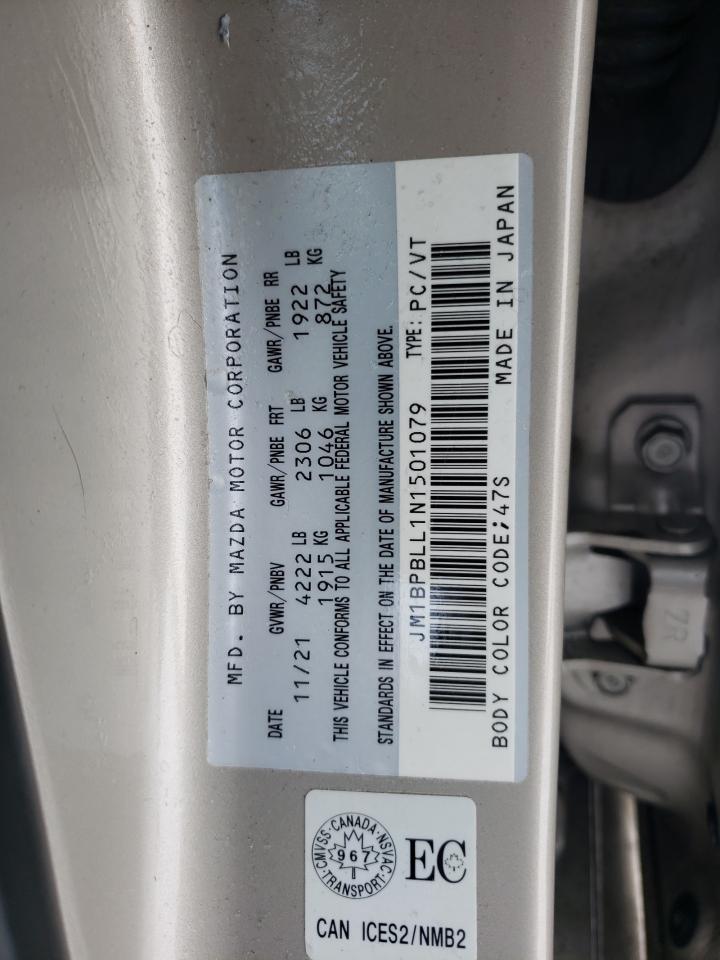 MFD. BY MAZDA MOTOR CORPORATION
DATE GVWR/PNBV GAWR/PNBE FRT GAWR/PNBE RR
11/21 4222 LB 2306 LB 1922 LB
1915 KG 1046 KG 872 KG
THIS VEHICLE CONFORMS TO ALL APPLICABLE FEDERAL MOTOR VEHICLE SAFETY
STANDARDS IN EFFECT ON THE DATE OF MANUFACTURE SHOWN ABOVE.
JM1BPBLL1N1501079 TYPE: PC/VT
BODY COLOR CODE;47S MADE IN JAPAN
CMVSS·CANADA·NSVAC·TRANSPORT·
967
EC
CAN ICES2/NMB2
ZR